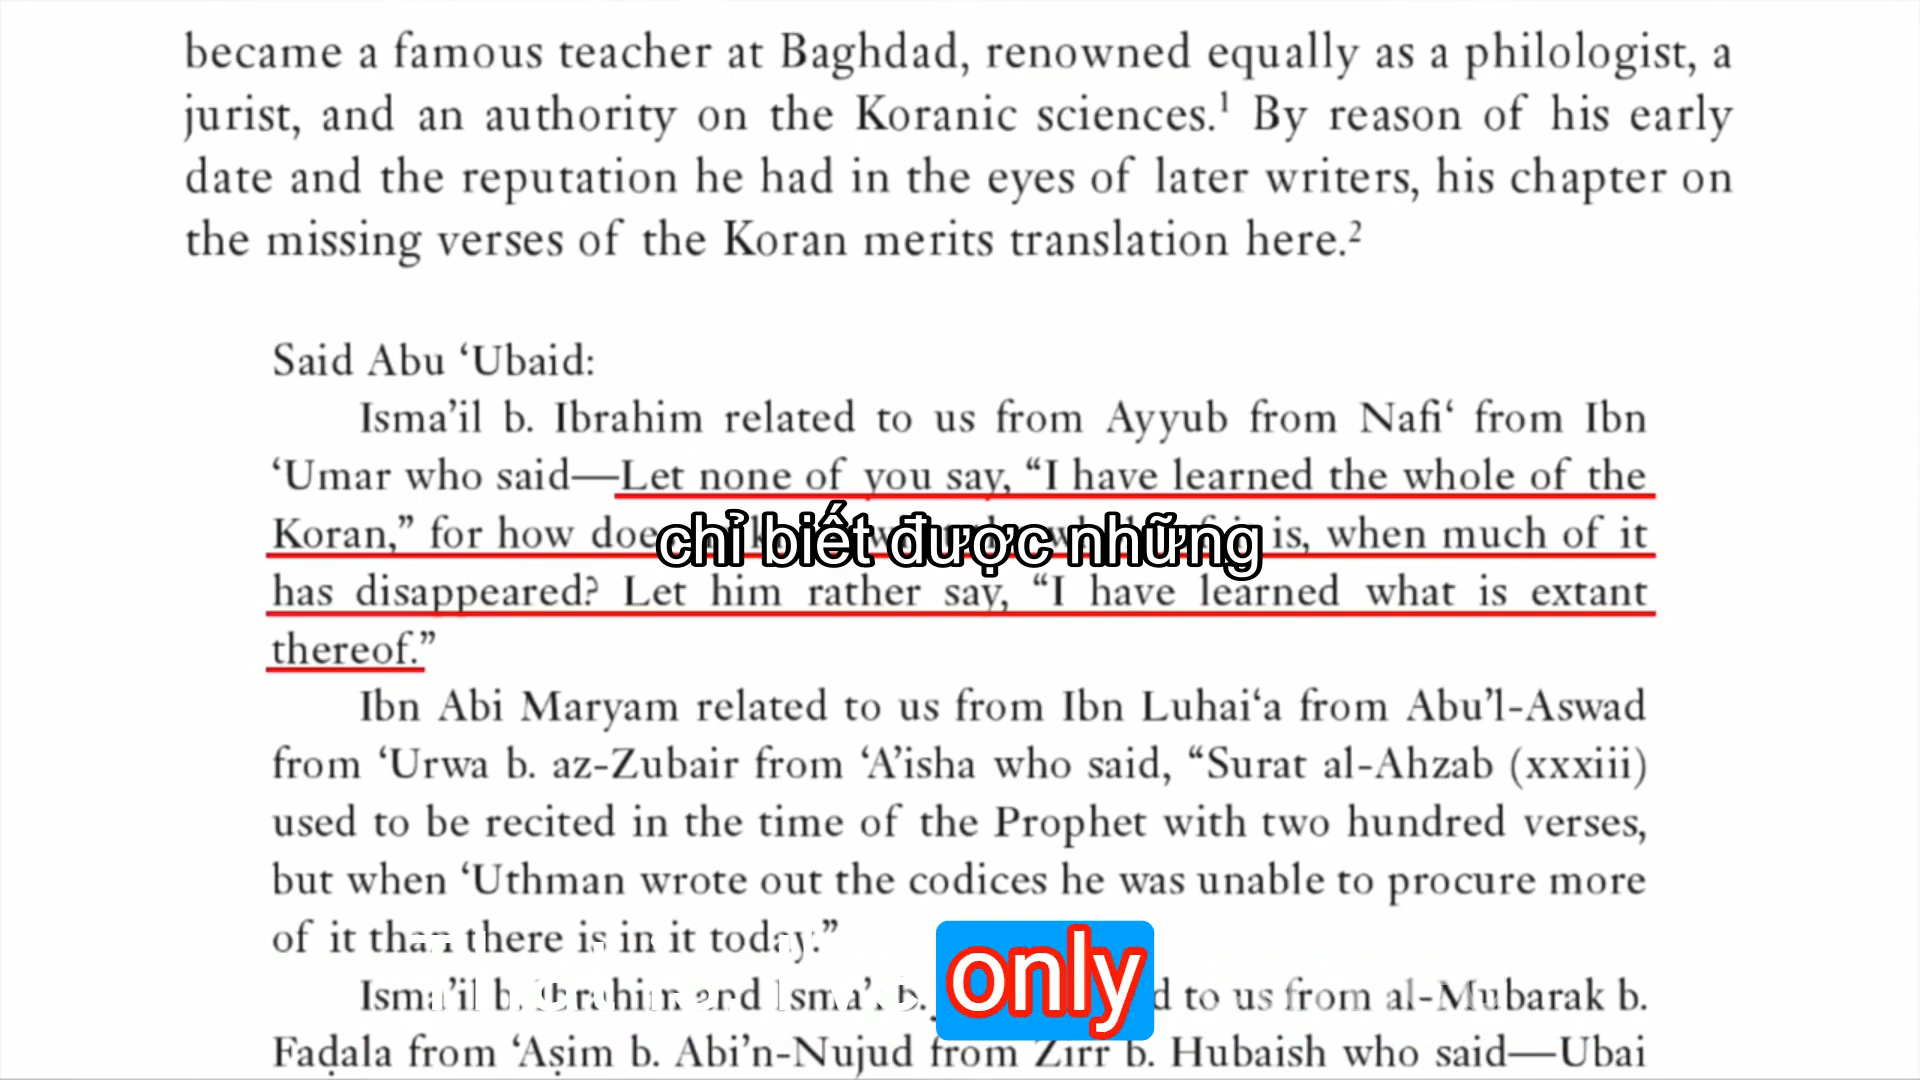 became a famous teacher at Baghdad, renowned equally as a philologist, a
jurist, and an authority on the Koranic sciences.¹ By reason of his early
date and the reputation he had in the eyes of later writers, his chapter on
the missing verses of the Koran merits translation here.²
Said Abu ‘Ubaid:
Isma’il b. Ibrahim related to us from Ayyub from Nafi‘ from Ibn
‘Umar who said—Let none of you say, “I have learned the whole of the
Koran,” for how does is, when much of it
chỉ biết được những
has disappeared? Let him rather say, “I have learned what is extant
thereof.”
Ibn Abi Maryam related to us from Ibn Luhai‘a from Abu’l-Aswad
from ‘Urwa b. az-Zubair from ‘A’isha who said, “Surat al-Ahzab (xxxiii)
used to be recited in the time of the Prophet with two hundred verses,
but when ‘Uthman wrote out the codices he was unable to procure more
of it than there is in it today.”
only
Isma’il b. Ibrahim and Isma’il b. to us from al-Mubarak b.
Faḍala from ‘Aṣim b. Abi’n-Nujud from Zirr b. Hubaish who said—Ubai